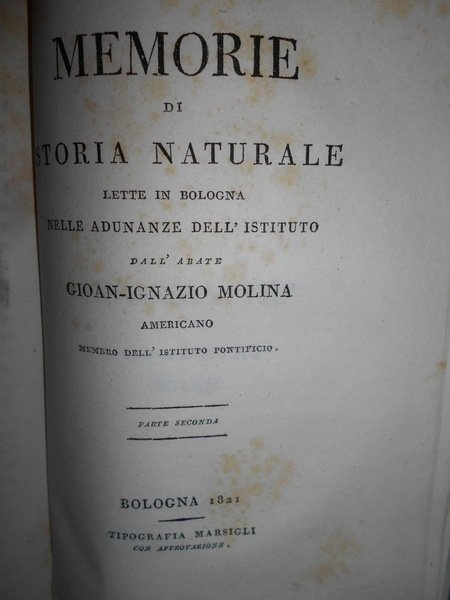 MEMORIE
DI
STORIA NATURALE
LETTE IN BOLOGNA
NELLE ADUNANZE DELL' ISTITUTO
DALL' ABATE
GIOAN-IGNAZIO MOLINA
AMERICANO
MEMBRO DELL' ISTITUTO PONTIFICIO.
PARTE SECONDA
BOLOGNA 1821
TIPOGRAFIA MARSIGLI
CON APPROVAZIONE.